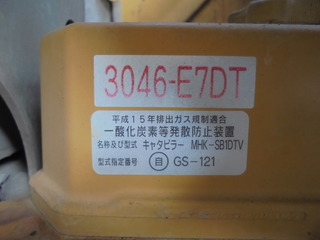 3046-E7DT
平成15年排出ガス規制適合
一酸化炭素等発散防止装置
名称及び型式 キャタピラー MHK-SB1DTV
型式指定番号 自 GS-121